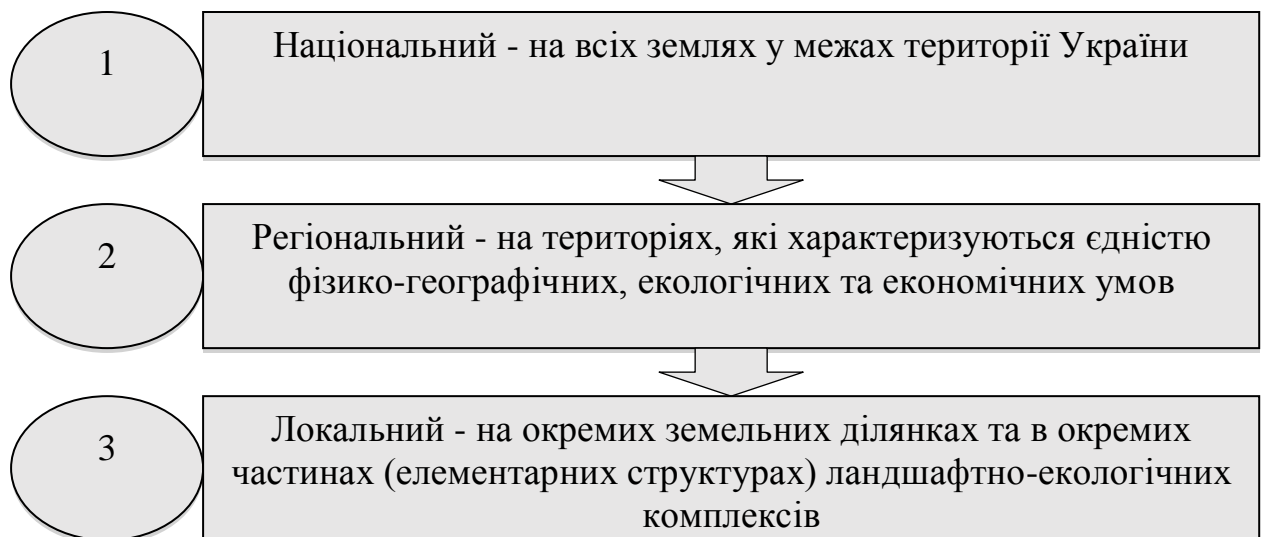 1
Національний - на всіх землях у межах території України
2
Регіональний - на територіях, які характеризуються єдністю
фізико-географічних, екологічних та економічних умов
3
Локальний - на окремих земельних ділянках та в окремих
частинах (елементарних структурах) ландшафтно-екологічних
комплексів